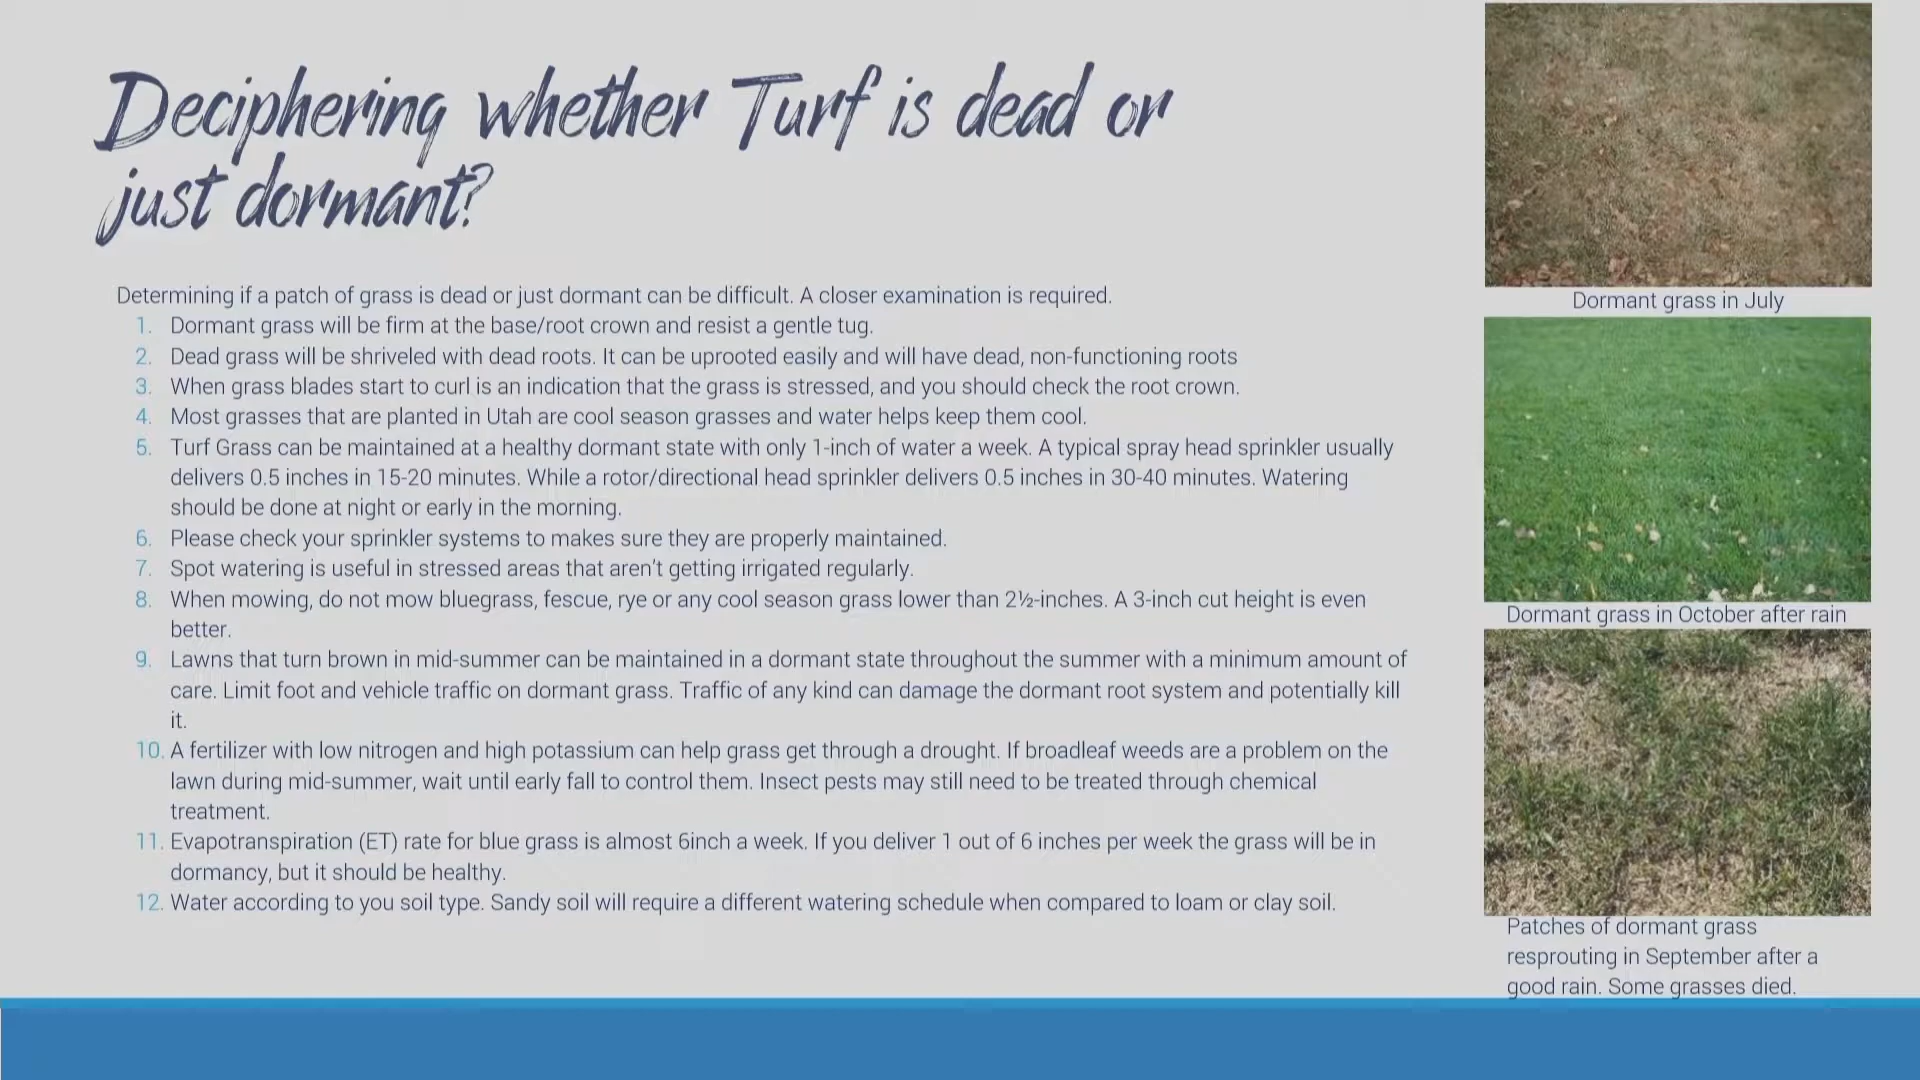 Deciphering whether Turf is dead or
just dormant?
Determining if a patch of grass is dead or just dormant can be difficult. A closer examination is required.
1. Dormant grass will be firm at the base/root crown and resist a gentle tug.
2. Dead grass will be shriveled with dead roots. It can be uprooted easily and will have dead, non-functioning roots
3. When grass blades start to curl is an indication that the grass is stressed, and you should check the root crown.
4. Most grasses that are planted in Utah are cool season grasses and water helps keep them cool.
5. Turf Grass can be maintained at a healthy dormant state with only 1-inch of water a week. A typical spray head sprinkler usually
delivers 0.5 inches in 15-20 minutes. While a rotor/directional head sprinkler delivers 0.5 inches in 30-40 minutes. Watering
should be done at night or early in the morning.
6. Please check your sprinkler systems to makes sure they are properly maintained.
7. Spot watering is useful in stressed areas that aren't getting irrigated regularly.
8. When mowing, do not mow bluegrass, fescue, rye or any cool season grass lower than 2½-inches. A 3-inch cut height is even
better.
9. Lawns that turn brown in mid-summer can be maintained in a dormant state throughout the summer with a minimum amount of
care. Limit foot and vehicle traffic on dormant grass. Traffic of any kind can damage the dormant root system and potentially kill
it.
10. A fertilizer with low nitrogen and high potassium can help grass get through a drought. If broadleaf weeds are a problem on the
lawn during mid-summer, wait until early fall to control them. Insect pests may still need to be treated through chemical
treatment.
11. Evapotranspiration (ET) rate for blue grass is almost 6inch a week. If you deliver 1 out of 6 inches per week the grass will be in
dormancy, but it should be healthy.
12. Water according to you soil type. Sandy soil will require a different watering schedule when compared to loam or clay soil.
Dormant grass in July
Dormant grass in October after rain
Patches of dormant grass
resprouting in September after a
good rain. Some grasses died.